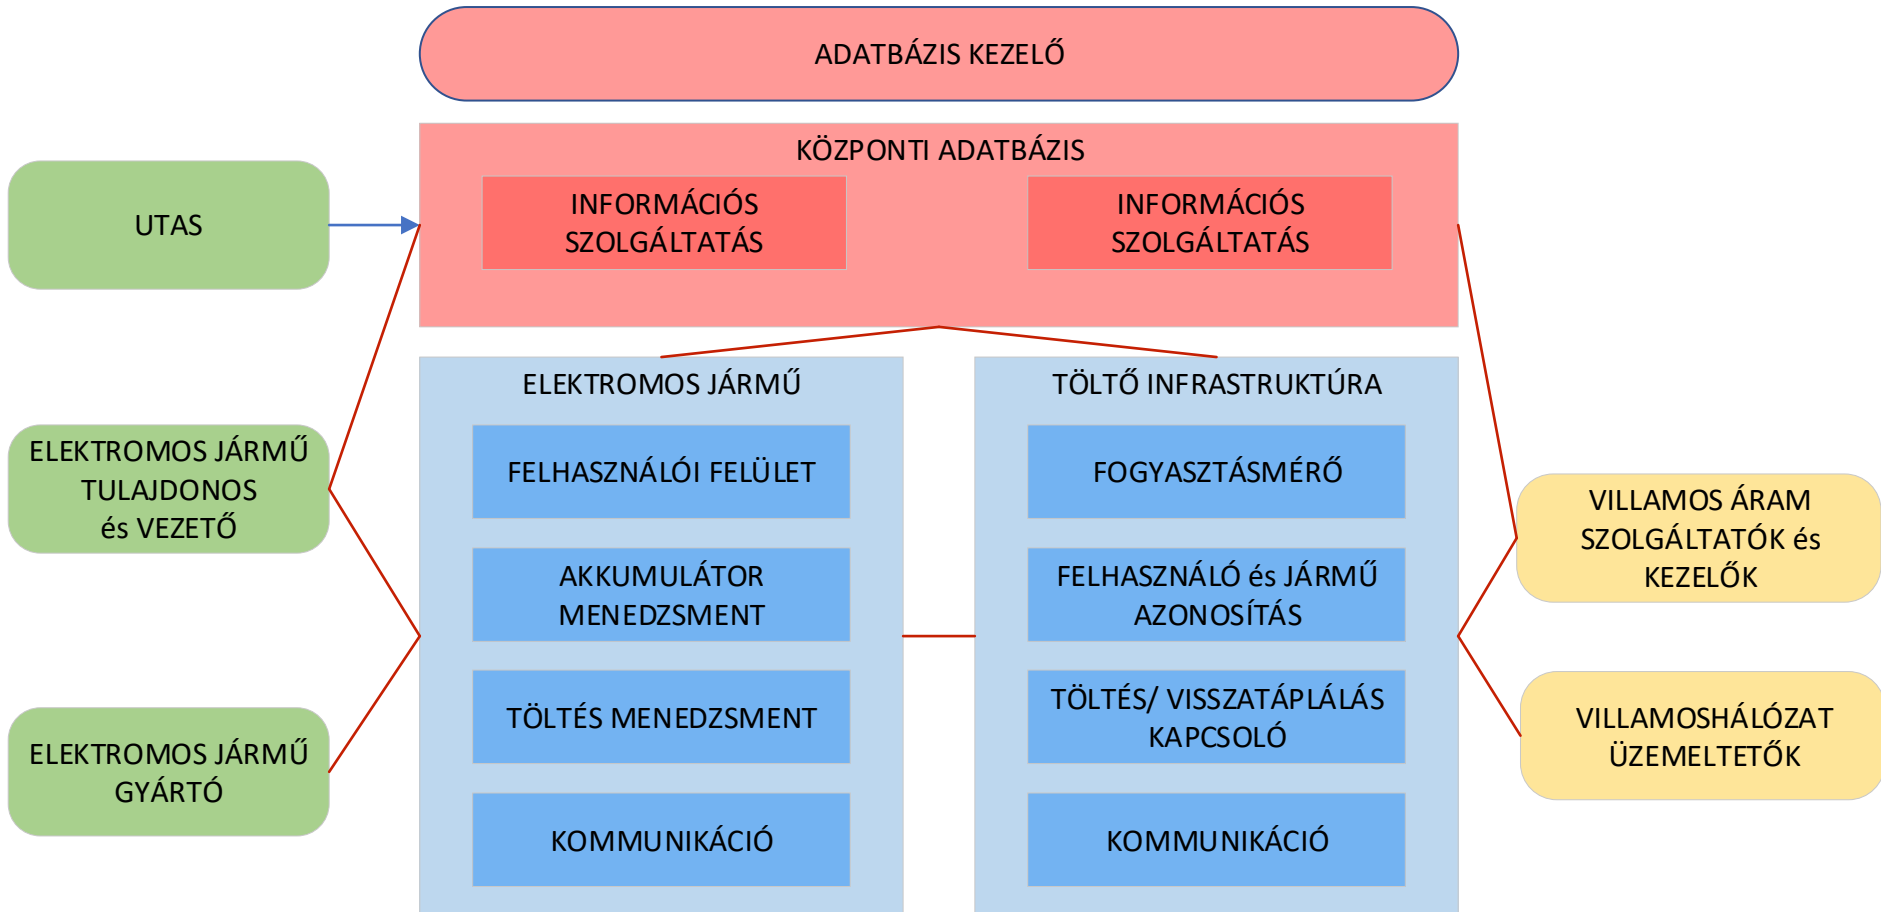 ADATBÁZIS KEZELŐ
KÖZPONTI ADATBÁZIS
INFORMÁCIÓS
SZOLGÁLTATÁS
INFORMÁCIÓS
SZOLGÁLTATÁS
UTAS
ELEKTROMOS JÁRMŰ
TULAJDONOS
és VEZETŐ
ELEKTROMOS JÁRMŰ
GYÁRTÓ
ELEKTROMOS JÁRMŰ
FELHASZNÁLÓI FELÜLET
AKKUMULÁTOR
MENEDZSMENT
TÖLTÉS MENEDZSMENT
KOMMUNIKÁCIÓ
TÖLTŐ INFRASTRUKTÚRA
FOGYASZTÁSMÉRŐ
FELHASZNÁLÓ és JÁRMŰ
AZONOSÍTÁS
TÖLTÉS/ VISSZATÁPLÁLÁS
KAPCSOLÓ
KOMMUNIKÁCIÓ
VILLAMOS ÁRAM
SZOLGÁLTATÓK és
KEZELŐK
VILLAMOSHÁLÓZAT
ÜZEMELTETŐK